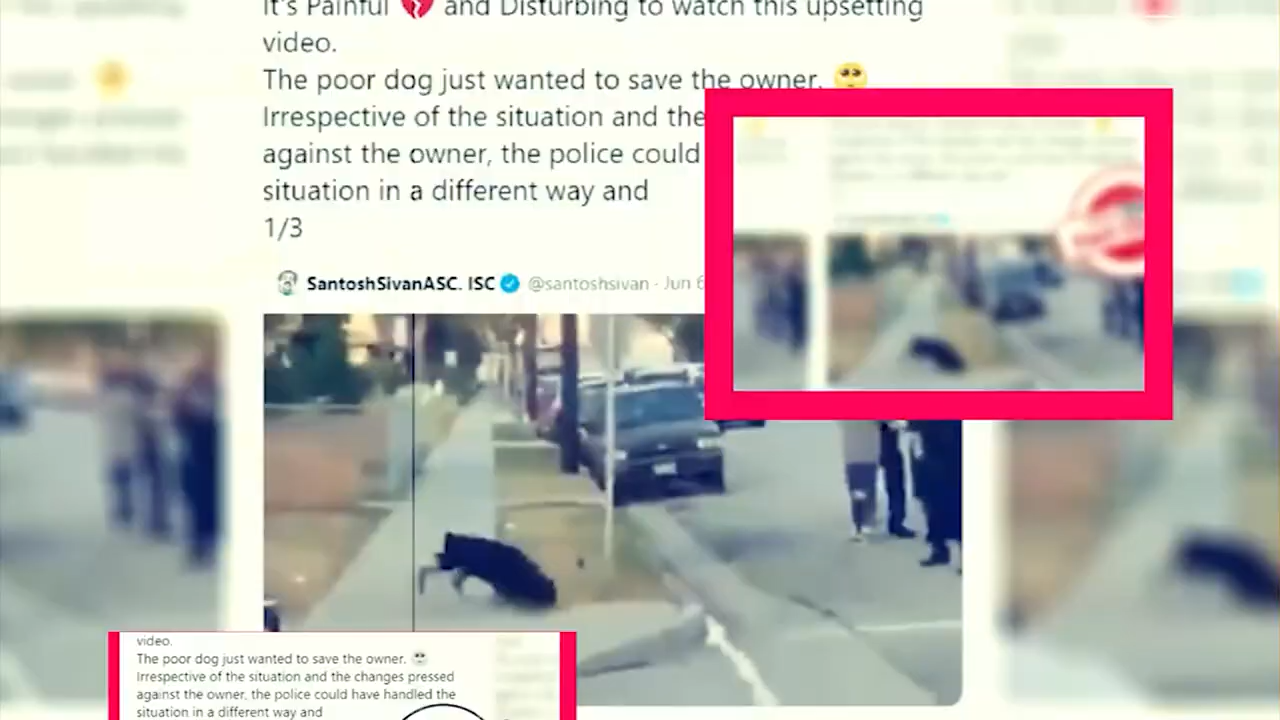 It's Painful 💔 and Disturbing to watch this upsetting
video.
The poor dog just wanted to save the owner. 🥺
Irrespective of the situation and the
against the owner, the police could
situation in a different way and
1/3
SantoshSivanASC. ISC @santoshsivan · Jun 6
video.
The poor dog just wanted to save the owner. 🥺
Irrespective of the situation and the changes pressed
against the owner, the police could have handled the
situation in a different way and